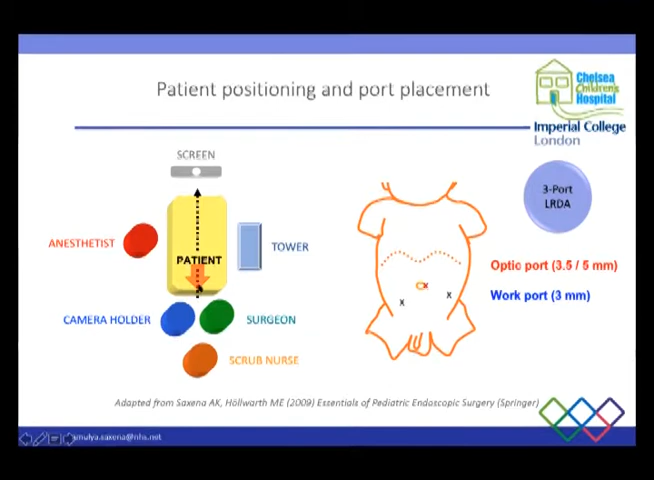 Patient positioning and port placement
Chelsea
Children's
Hospital
Imperial College
London
SCREEN
3-Port
LRDA
ANESTHETIST
TOWER
PATIENT
Optic port (3.5 / 5 mm)
Work port (3 mm)
CAMERA HOLDER
SURGEON
SCRUB NURSE
x
x
x
Adapted from Saxena AK, Höllwarth ME (2009) Essentials of Pediatric Endoscopic Surgery (Springer)
amulya.saxena@nhs.net